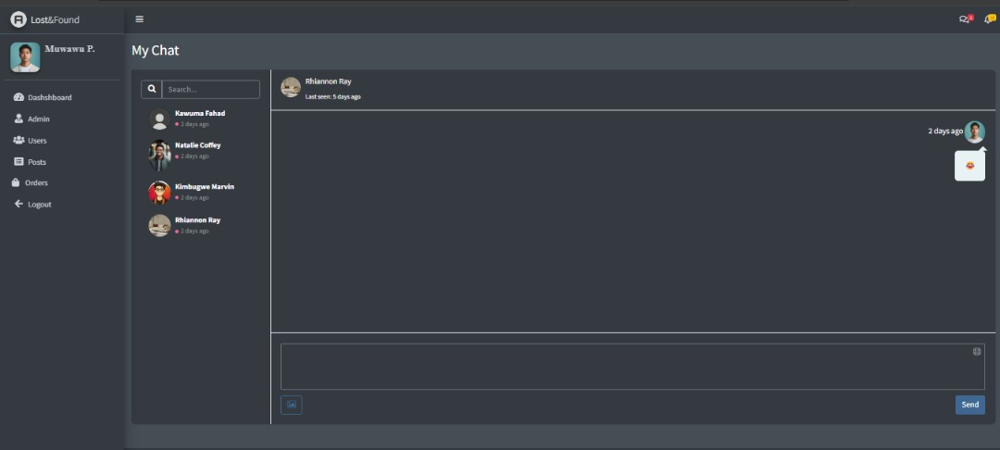 Lost&Found
3
Muwawu P.
Dashshboard
Admin
Users
Posts
Orders
Logout
My Chat
Search...
Kawuma Fahad
2 days ago
Natalie Coffey
2 days ago
Kimbugwe Marvin
2 days ago
Rhiannon Ray
2 days ago
Rhiannon Ray
Last seen: 5 days ago
2 days ago
Send